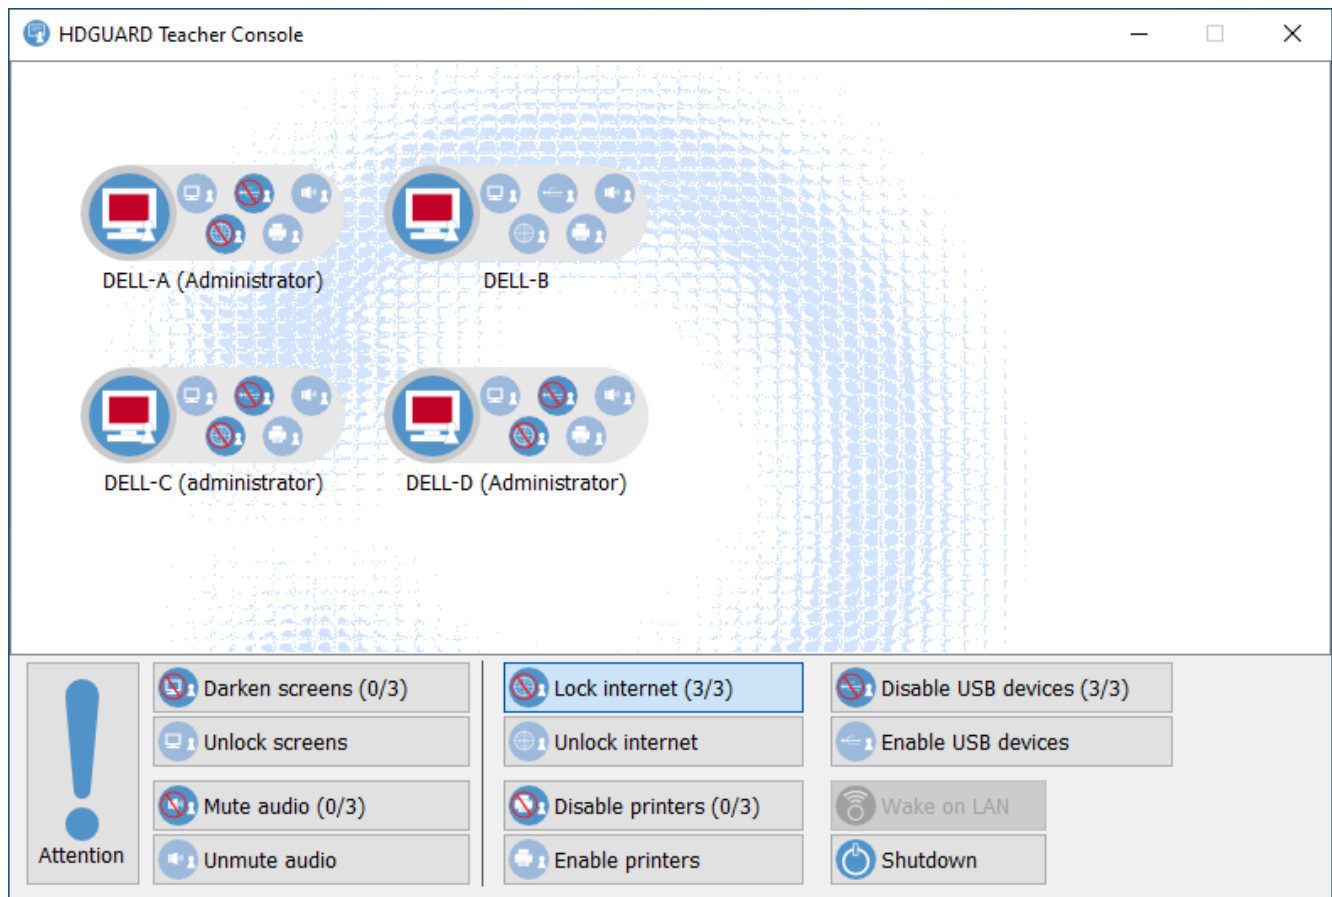 HDGUARD Teacher Console
DELL-A (Administrator)
DELL-B
DELL-C (administrator)
DELL-D (Administrator)
Attention
Darken screens (0/3)
Unlock screens
Mute audio (0/3)
Unmute audio
Lock internet (3/3)
Unlock internet
Disable printers (0/3)
Enable printers
Disable USB devices (3/3)
Enable USB devices
Wake on LAN
Shutdown